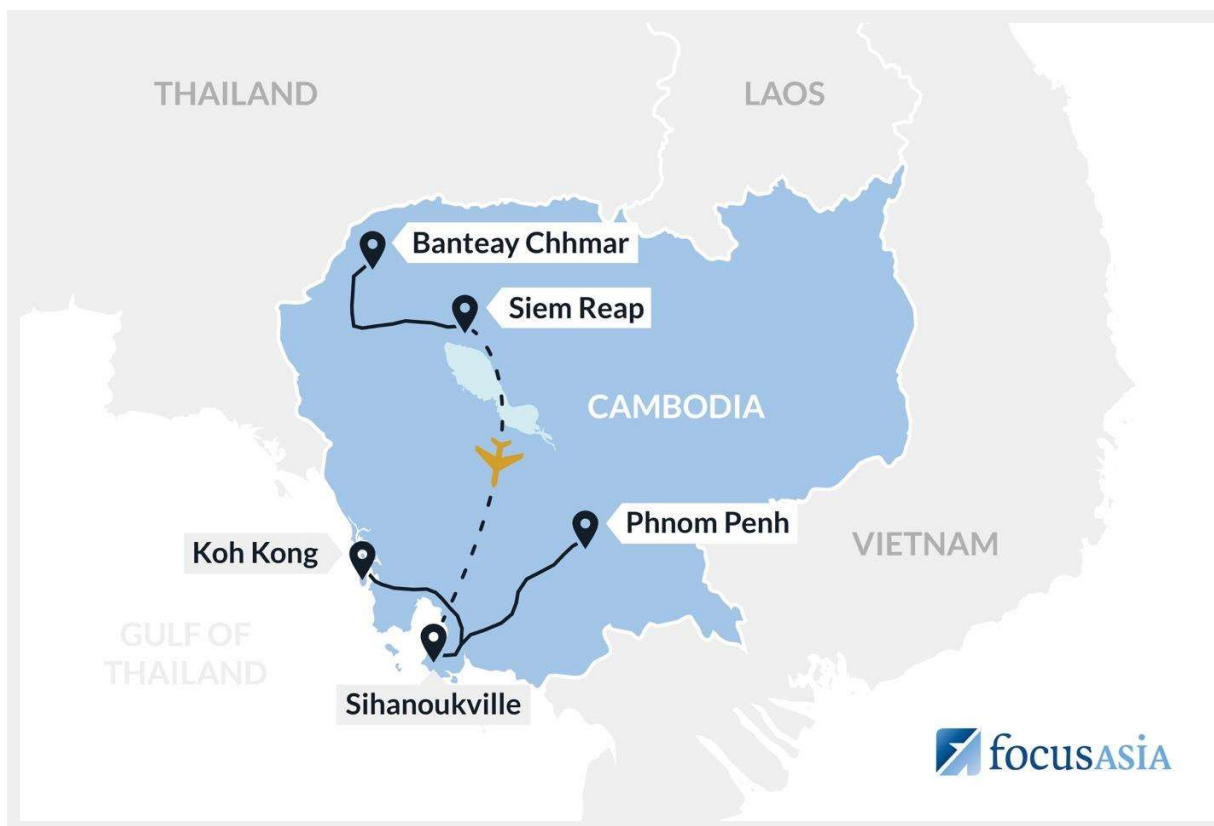 THAILAND
LAOS
Banteay Chhmar
Siem Reap
CAMBODIA
Phnom Penh
VIETNAM
Koh Kong
GULF OF
THAILAND
Sihanoukville
focusASIA